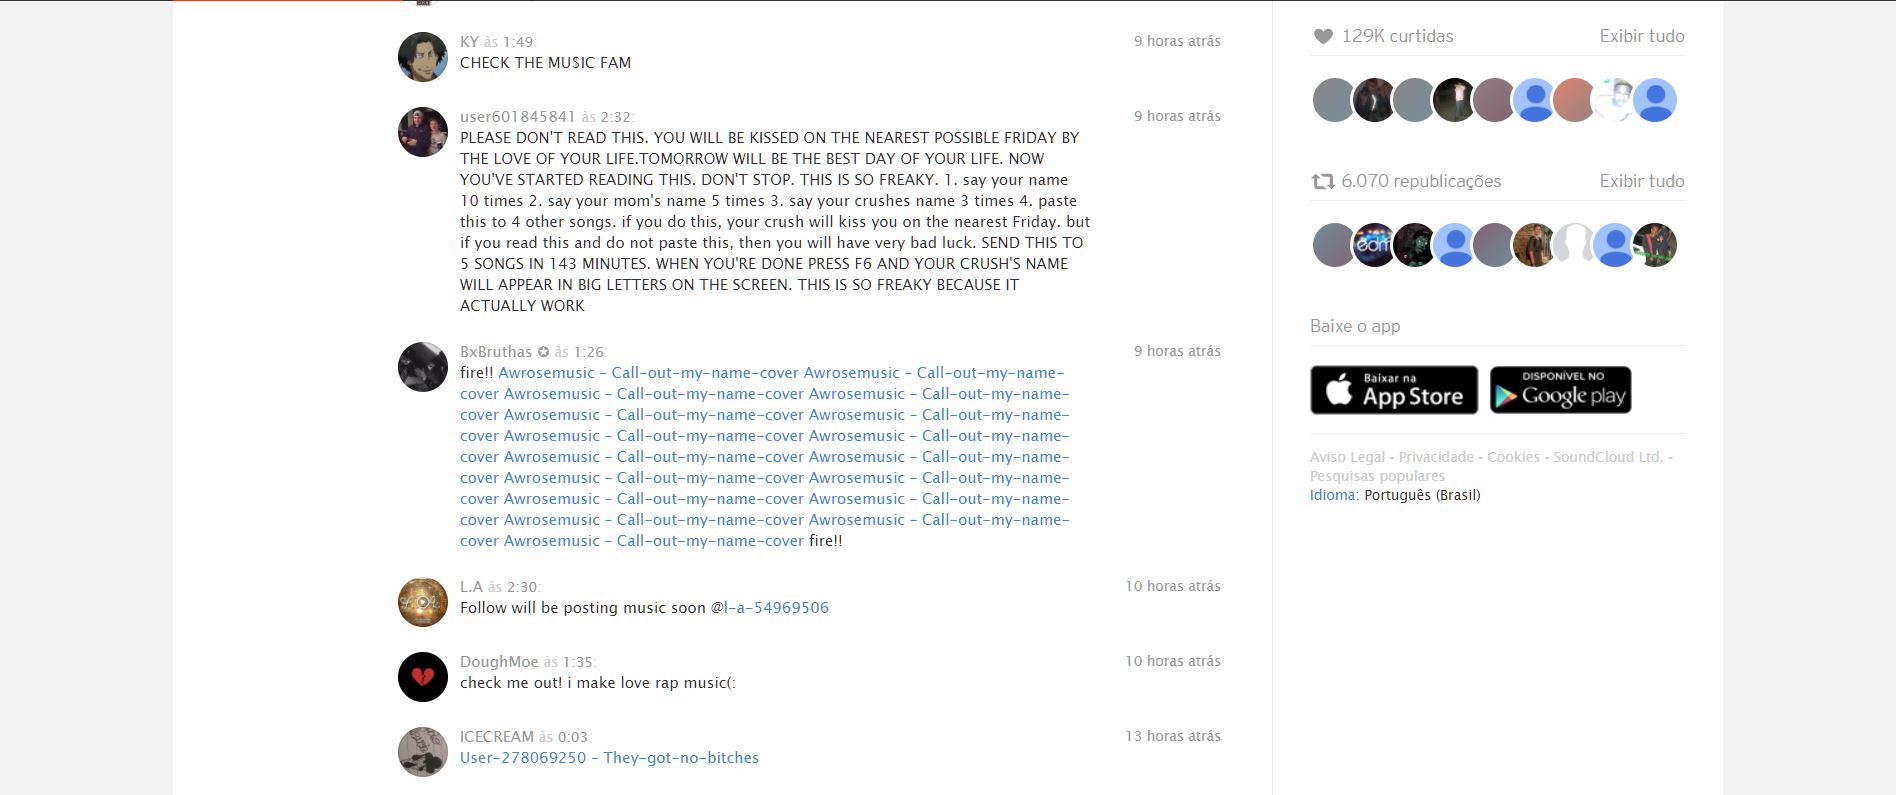 KY às 1:49:
9 horas atrás
CHECK THE MU$IC FAM
user601845841 às 2:32:
9 horas atrás
PLEASE DON'T READ THIS. YOU WILL BE KISSED ON THE NEAREST POSSIBLE FRIDAY BY
THE LOVE OF YOUR LIFE.TOMORROW WILL BE THE BEST DAY OF YOUR LIFE. NOW
YOU'VE STARTED READING THIS. DON'T STOP. THIS IS SO FREAKY. 1. say your name
10 times 2. say your mom's name 5 times 3. say your crushes name 3 times 4. paste
this to 4 other songs. if you do this, your crush will kiss you on the nearest Friday. but
if you read this and do not paste this, then you will have very bad luck. SEND THIS TO
5 SONGS IN 143 MINUTES. WHEN YOU'RE DONE PRESS F6 AND YOUR CRUSH'S NAME
WILL APPEAR IN BIG LETTERS ON THE SCREEN. THIS IS SO FREAKY BECAUSE IT
ACTUALLY WORK
BxBruthas ✪ às 1:26:
9 horas atrás
fire!! Awrosemusic – Call-out-my-name-cover Awrosemusic – Call-out-my-name-
cover Awrosemusic – Call-out-my-name-cover Awrosemusic – Call-out-my-name-
cover Awrosemusic – Call-out-my-name-cover Awrosemusic – Call-out-my-name-
cover Awrosemusic – Call-out-my-name-cover Awrosemusic – Call-out-my-name-
cover Awrosemusic – Call-out-my-name-cover Awrosemusic – Call-out-my-name-
cover Awrosemusic – Call-out-my-name-cover Awrosemusic – Call-out-my-name-
cover Awrosemusic – Call-out-my-name-cover Awrosemusic – Call-out-my-name-
cover Awrosemusic – Call-out-my-name-cover Awrosemusic – Call-out-my-name-
cover Awrosemusic – Call-out-my-name-cover fire!!
L.A às 2:30:
10 horas atrás
Follow will be posting music soon @l-a-54969506
DoughMoe às 1:35:
10 horas atrás
check me out! i make love rap music(:
ICECREAM às 0:03:
13 horas atrás
User-278069250 – They-got-no-bitches
129K curtidas
Exibir tudo
6.070 republicações
Exibir tudo
edm
Baixe o app
Baixar na
App Store
DISPONÍVEL NO
Google play
Aviso Legal - Privacidade - Cookies - SoundCloud Ltd. -
Pesquisas populares
Idioma: Português (Brasil)